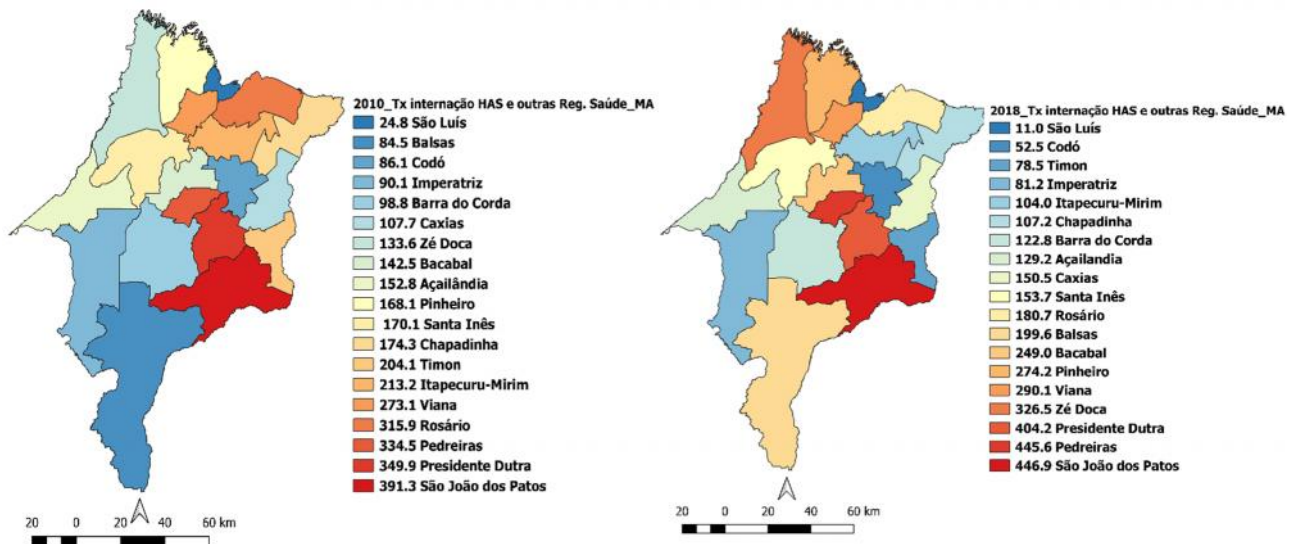 2010_Tx internação HAS e outras Reg. Saúde_MA
24.8 São Luís
84.5 Balsas
86.1 Codó
90.1 Imperatriz
98.8 Barra do Corda
107.7 Caxias
133.6 Zé Doca
142.5 Bacabal
152.8 Açailândia
168.1 Pinheiro
170.1 Santa Inês
174.3 Chapadinha
204.1 Timon
213.2 Itapecuru-Mirim
273.1 Viana
315.9 Rosário
334.5 Pedreiras
349.9 Presidente Dutra
391.3 São João dos Patos
20 0 20 40 60 km
2018_Tx internação HAS e outras Reg. Saúde_MA
11.0 São Luís
52.5 Codó
78.5 Timon
81.2 Imperatriz
104.0 Itapecuru-Mirim
107.2 Chapadinha
122.8 Barra do Corda
129.2 Açailandia
150.5 Caxias
153.7 Santa Inês
180.7 Rosário
199.6 Balsas
249.0 Bacabal
274.2 Pinheiro
290.1 Viana
326.5 Zé Doca
404.2 Presidente Dutra
445.6 Pedreiras
446.9 São João dos Patos
20 0 20 40 60 km